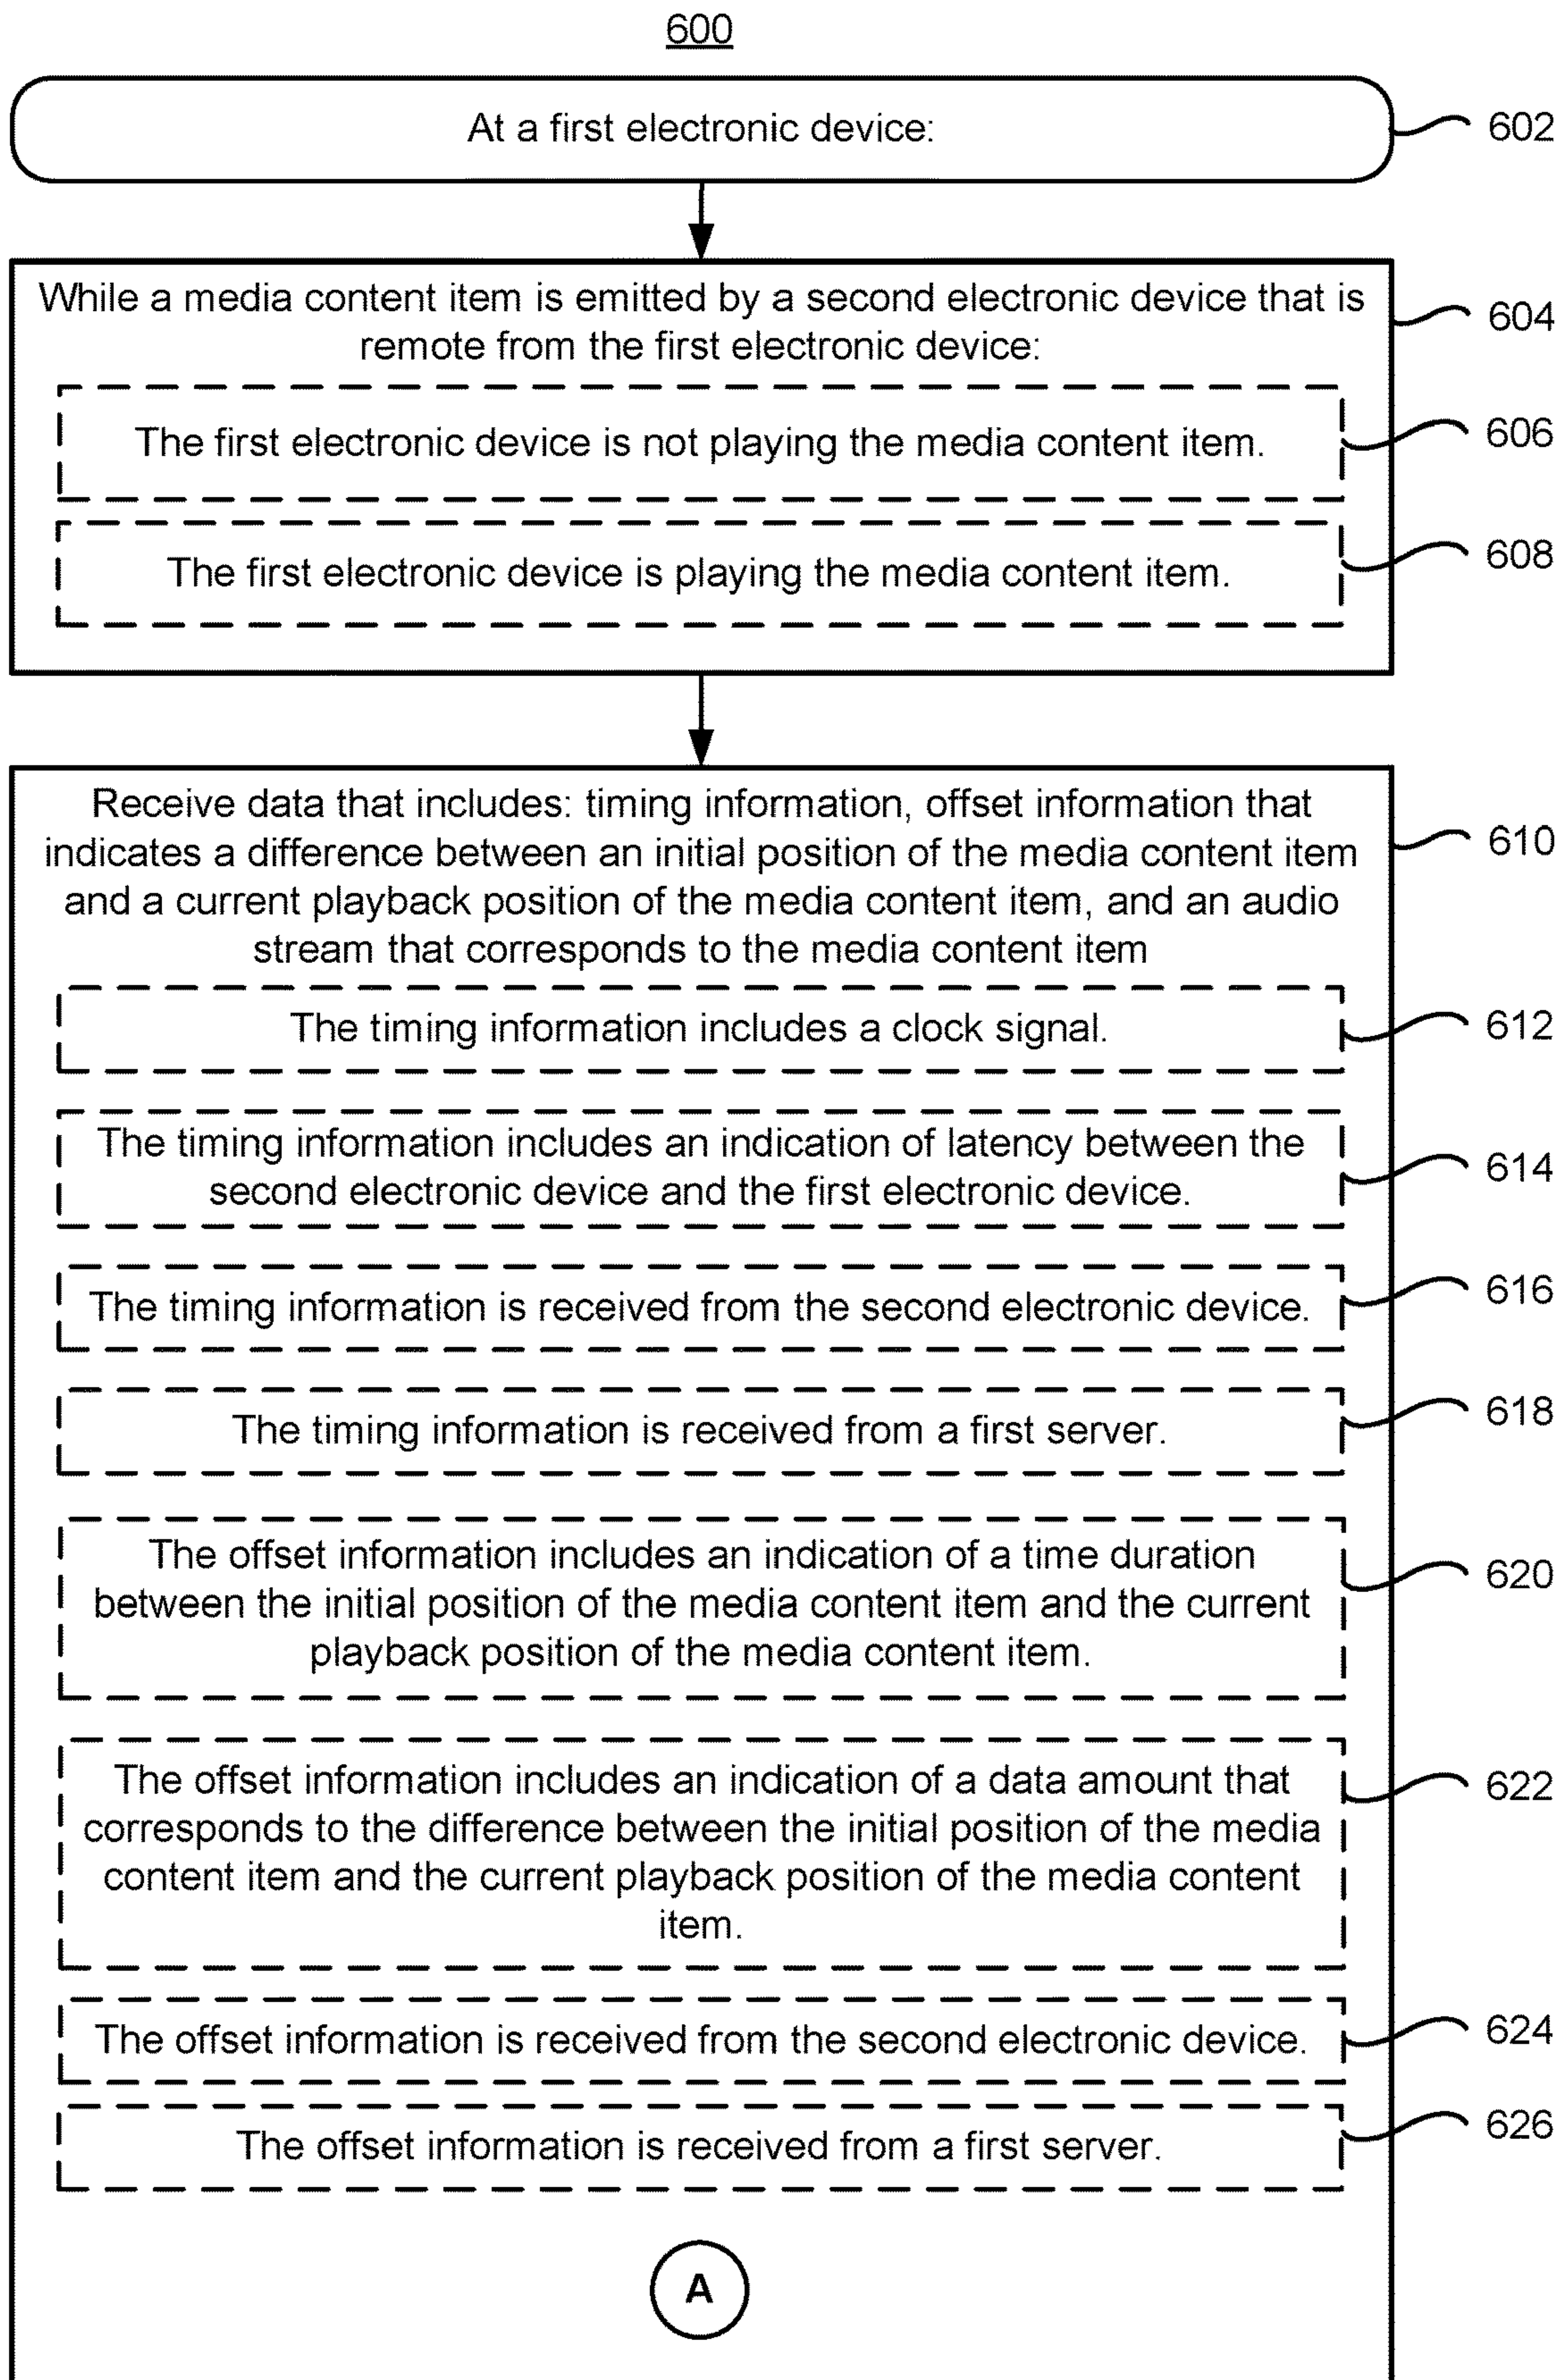 600
At a first electronic device:
602
While a media content item is emitted by a second electronic device that is
remote from the first electronic device:
604
The first electronic device is not playing the media content item.
606
The first electronic device is playing the media content item.
608
Receive data that includes: timing information, offset information that
indicates a difference between an initial position of the media content item
and a current playback position of the media content item, and an audio
stream that corresponds to the media content item
610
The timing information includes a clock signal.
612
The timing information includes an indication of latency between the
second electronic device and the first electronic device.
614
The timing information is received from the second electronic device.
616
The timing information is received from a first server.
618
The offset information includes an indication of a time duration
between the initial position of the media content item and the current
playback position of the media content item.
620
The offset information includes an indication of a data amount that
corresponds to the difference between the initial position of the media
content item and the current playback position of the media content
item.
622
The offset information is received from the second electronic device.
624
The offset information is received from a first server.
626
A